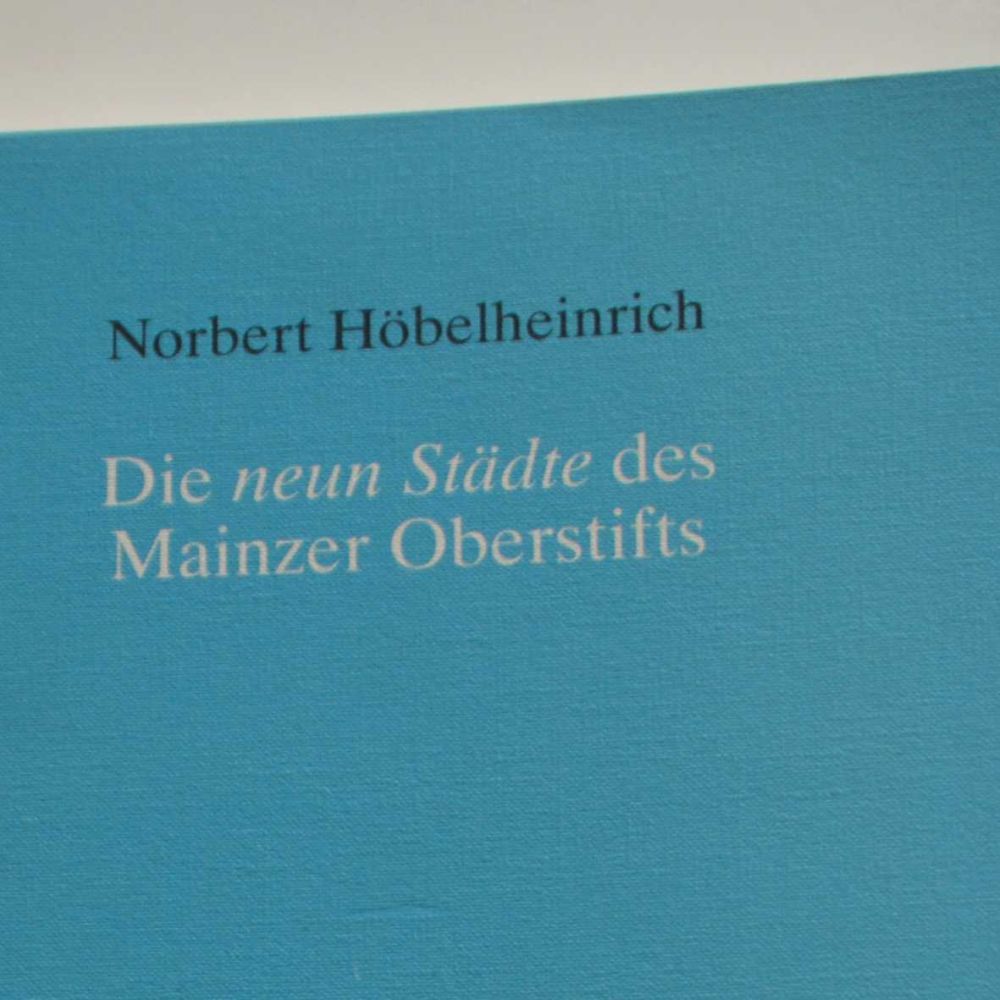 Norbert Höbelheinrich
Die neun Städte des
Mainzer Oberstifts